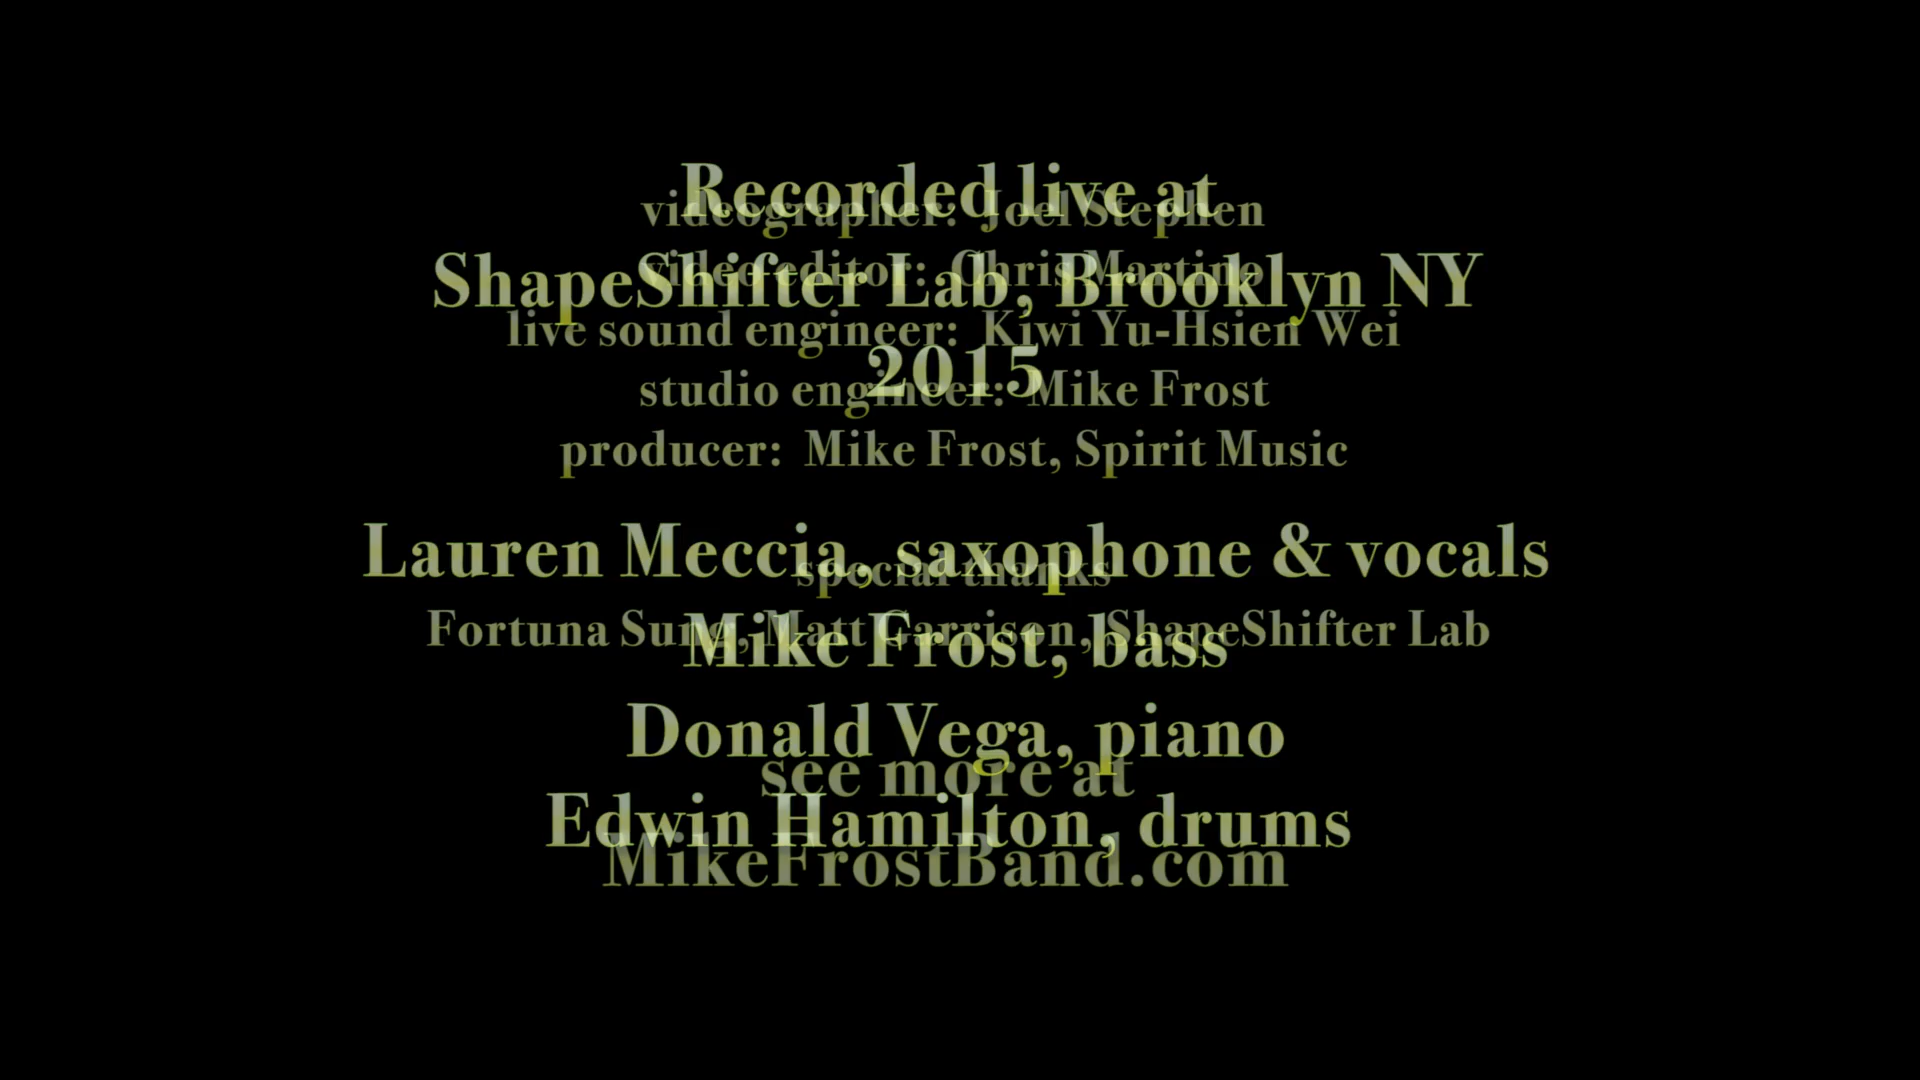 Recorded live at
ShapeShifter Lab, Brooklyn NY
2015
Lauren Meccia, saxophone & vocals
Mike Frost, bass
Donald Vega, piano
Edwin Hamilton, drums
videographer: Joel Stephen
video editor: Chris Martino
live sound engineer: Kiwi Yu-Hsien Wei
studio engineer: Mike Frost
producer: Mike Frost, Spirit Music
special thanks
Fortuna Sung, Matt Garrison, ShapeShifter Lab
see more at
MikeFrostBand.com